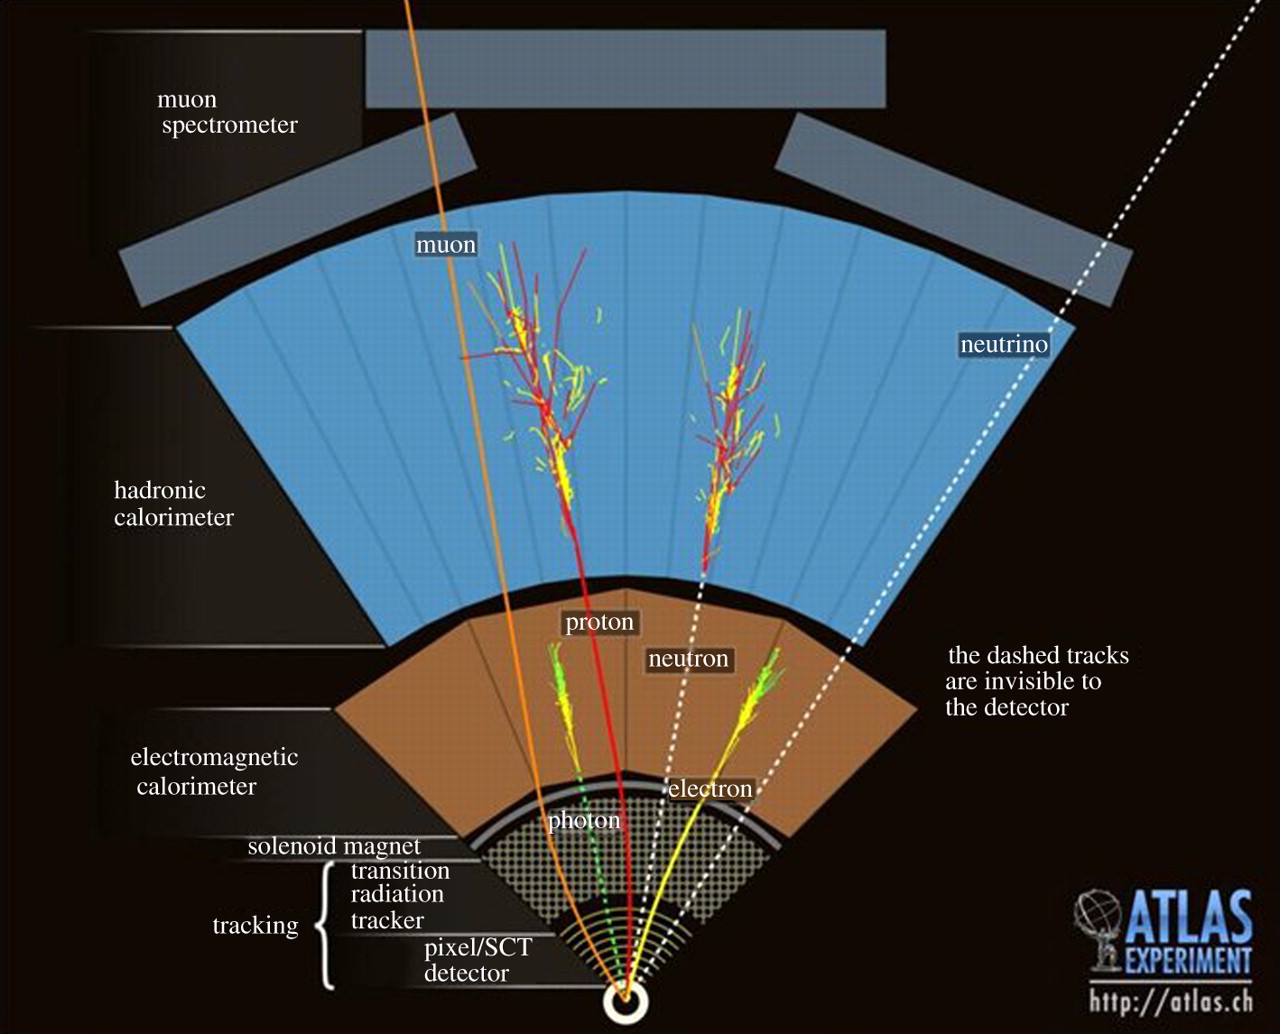 muon
spectrometer
muon
neutrino
hadronic
calorimeter
proton
neutron
the dashed tracks
are invisible to
the detector
electromagnetic
calorimeter
electron
photon
solenoid magnet
transition
radiation
tracker
tracking
pixel/SCT
detector
ATLAS
EXPERIMENT
http://atlas.ch